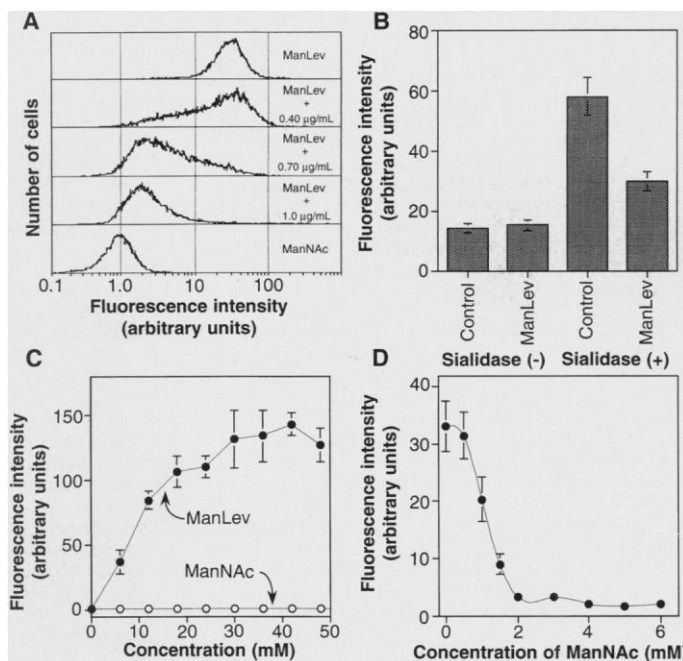 A
Number of cells
ManLev
ManLev
+
0.40 µg/mL
ManLev
+
0.70 µg/mL
ManLev
+
1.0 µg/mL
ManNAc
0.1 1.0 10 100
Fluorescence intensity
(arbitrary units)
B
Fluorescence intensity
(arbitrary units)
80
60
40
20
0
Control
ManLev
Control
ManLev
Sialidase (-) Sialidase (+)
C
Fluorescence intensity
(arbitrary units)
150
100
50
0
ManLev
ManNAc
0 10 20 30 40 50
Concentration (mM)
D
Fluorescence intensity
(arbitrary units)
40
30
20
10
0
0 2 4 6
Concentration of ManNAc (mM)